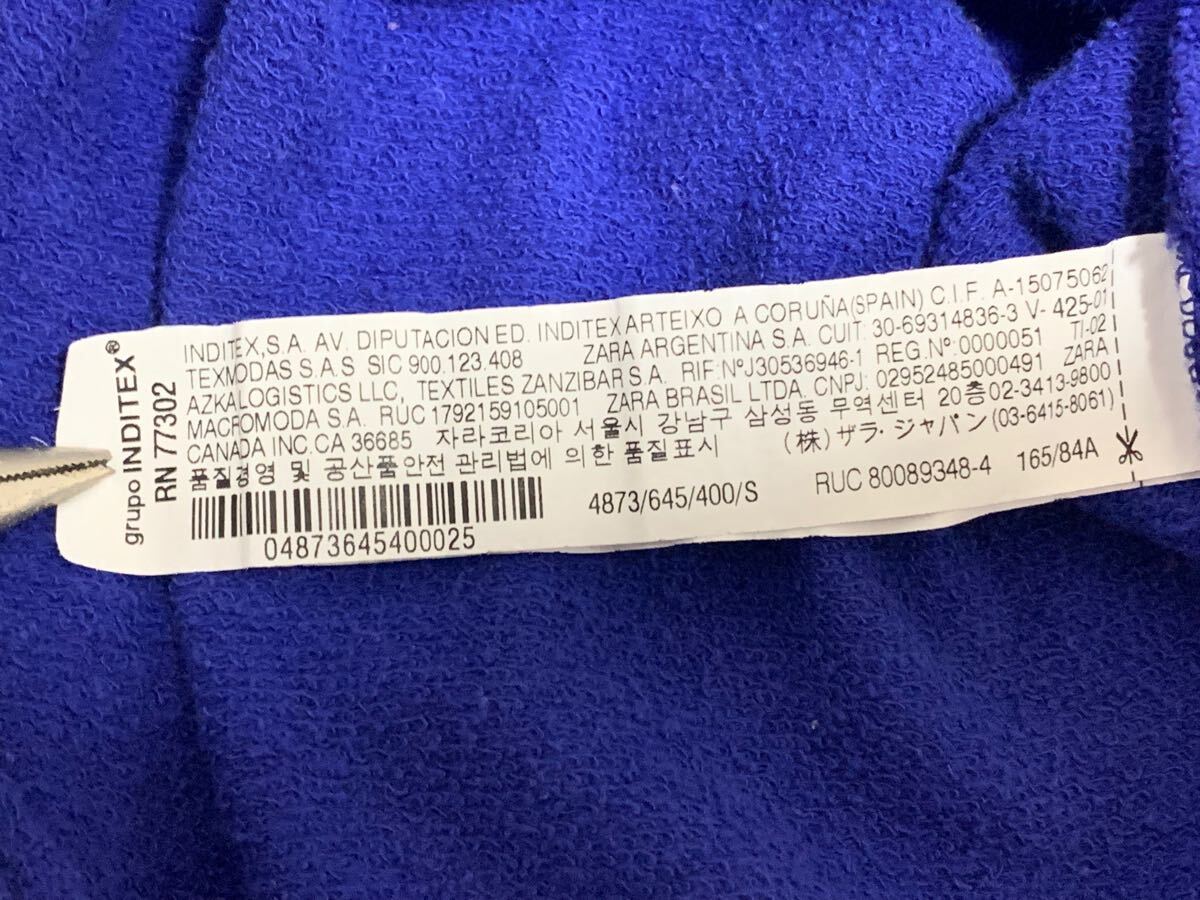 grupo INDITEX®
RN 77302
INDITEX,S.A. AV. DIPUTACION ED. INDITEX ARTEIXO A CORUÑA(SPAIN) C.I.F. A-15075062
TEXMODAS S.A.S SIC 900.123.408 ZARA ARGENTINA S.A. CUIT: 30-69314836-3 V- 425-01
AZKALOGISTICS LLC, TEXTILES ZANZIBAR S.A. RIF:NºJ30536946-1 REG.Nº:0000051 TI-02
MACROMODA S.A. RUC 1792159105001 ZARA BRASIL LTDA. CNPJ: 02952485000491 ZARA
CANADA INC.CA 36685 자라코리아 서울시 강남구 삼성동 무역센터 20층02-3413-9800
품질경영 및 공산품안전 관리법에 의한 품질표시 (株)ザラ・ジャパン(03-6415-8061)
4873/645/400/S RUC 80089348-4 165/84A
04873645400025